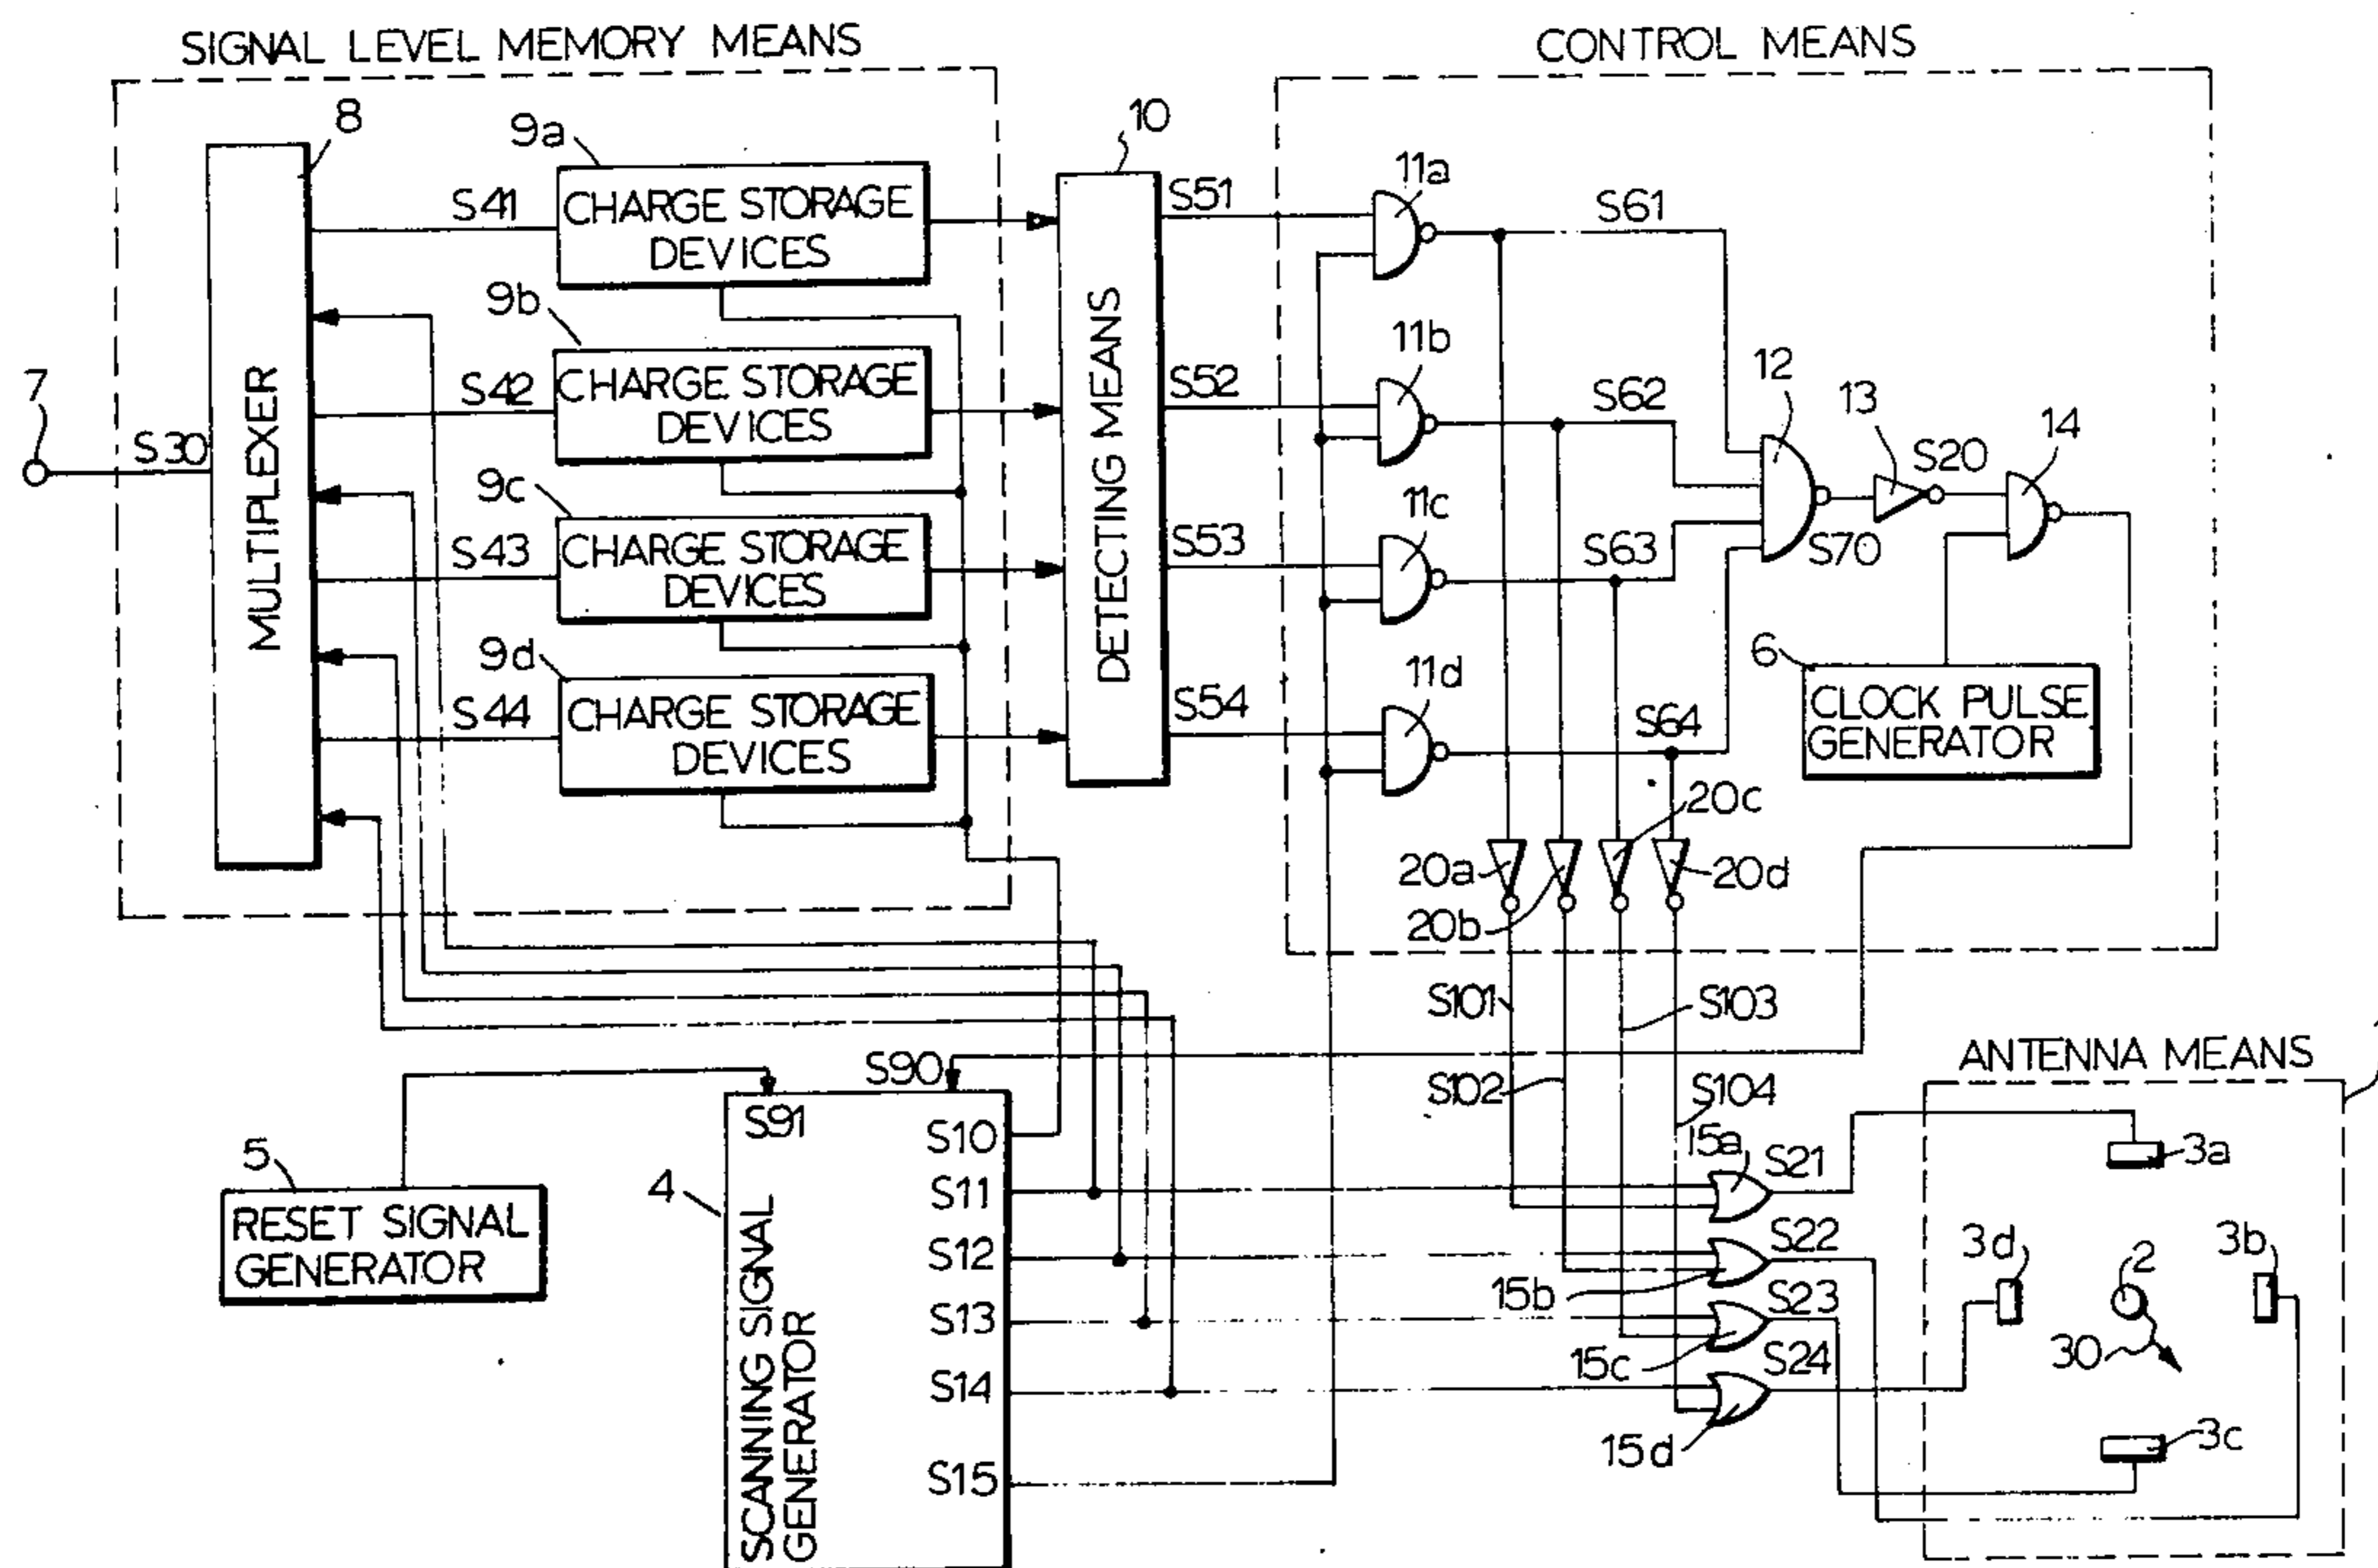 SIGNAL LEVEL MEMORY MEANS
CONTROL MEANS
8
9a
10
11a
S41
CHARGE STORAGE
DEVICES
S51
S61
9b
11b
12
13
14
7
S30
MULTIPLEXER
S42
CHARGE STORAGE
DEVICES
DETECTING MEANS
S52
S62
S20
9c
11c
S43
CHARGE STORAGE
DEVICES
S53
S63
S70
9d
11d
6
S44
CHARGE STORAGE
DEVICES
S54
S64
CLOCK PULSE
GENERATOR
20c
20a
20d
20b
S101
S103
S90
S102
S104
ANTENNA MEANS
S91
5
RESET SIGNAL
GENERATOR
4
SCANNING SIGNAL
GENERATOR
S10
S11
S12
S13
S14
S15
15a
S21
3a
S22
3d
2
3b
15b
S23
30
15c
S24
15d
3c